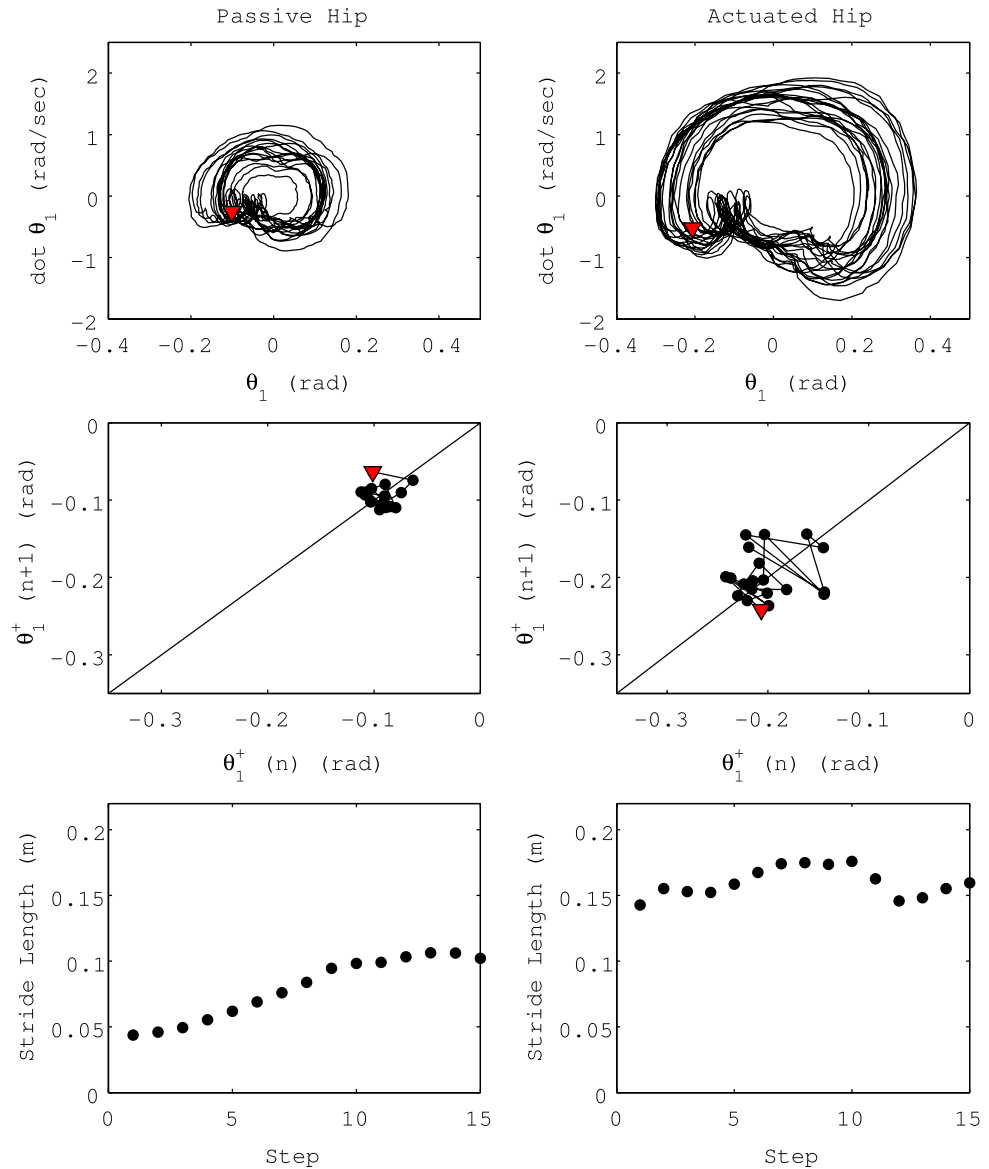 Passive Hip
Actuated Hip
dot θ1 (rad/sec)
2
1
0
−1
−2
−0.4 −0.2 0 0.2 0.4
θ1 (rad)
dot θ1 (rad/sec)
2
1
0
−1
−2
−0.4 −0.2 0 0.2 0.4
θ1 (rad)
θ1+ (n+1) (rad)
0
−0.1
−0.2
−0.3
−0.3 −0.2 −0.1 0
θ1+ (n) (rad)
θ1+ (n+1) (rad)
0
−0.1
−0.2
−0.3
−0.3 −0.2 −0.1 0
θ1+ (n) (rad)
Stride Length (m)
0.2
0.15
0.1
0.05
0
0 5 10 15
Step
Stride Length (m)
0.2
0.15
0.1
0.05
0
0 5 10 15
Step